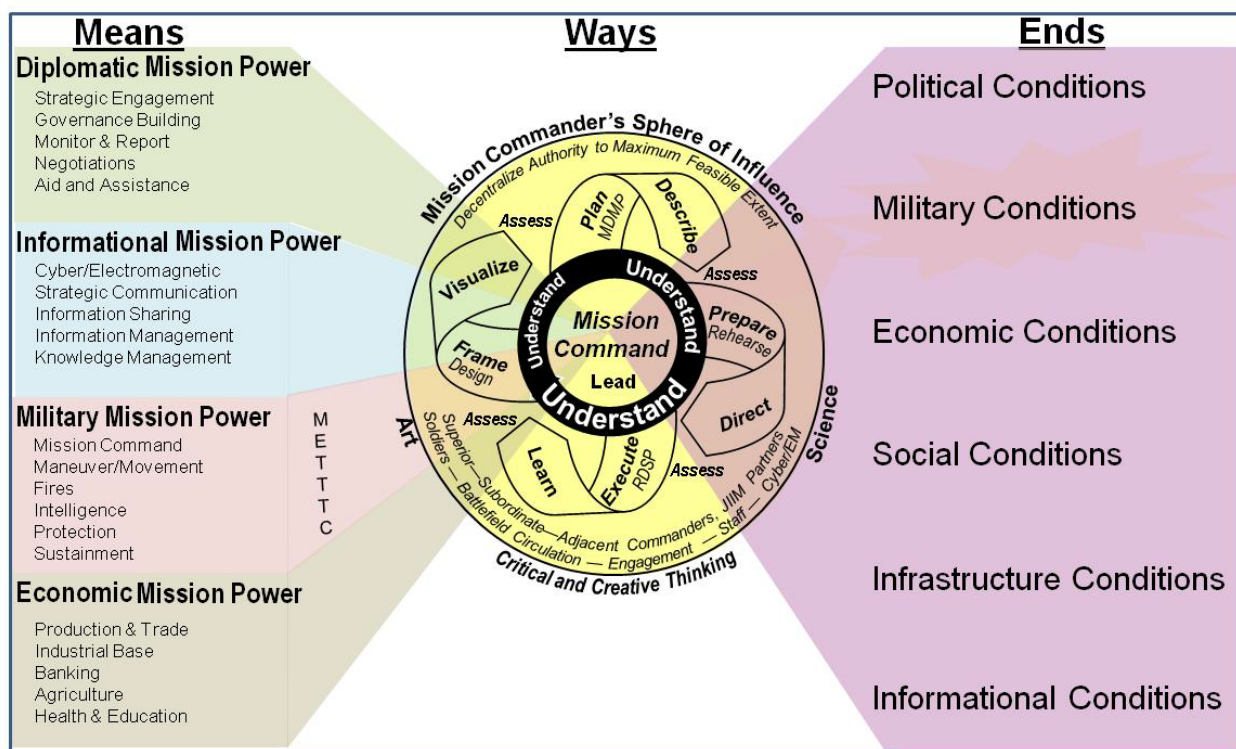 Means
Diplomatic Mission Power
Strategic Engagement
Governance Building
Monitor & Report
Negotiations
Aid and Assistance
Informational Mission Power
Cyber/Electromagnetic
Strategic Communication
Information Sharing
Information Management
Knowledge Management
Military Mission Power
Mission Command
Maneuver/Movement
Fires
Intelligence
Protection
Sustainment
M
E
T
T
T
C
Economic Mission Power
Production & Trade
Industrial Base
Banking
Agriculture
Health & Education
Ways
Mission Commander's Sphere of Influence
Decentralize Authority to Maximum Feasible Extent
Assess
Plan
MDMP
Describe
Assess
Visualize
Understand
Understand
Prepare
Rehearse
Mission
Command
Lead
Understand
Frame
Design
Direct
Assess
Learn
Execute
RDSP
Assess
Art
Science
Superior—Subordinate—Adjacent Commanders, JIIM Partners
Soldiers — Battlefield Circulation — Engagement — Staff — Cyber/EM
Critical and Creative Thinking
Ends
Political Conditions
Military Conditions
Economic Conditions
Social Conditions
Infrastructure Conditions
Informational Conditions